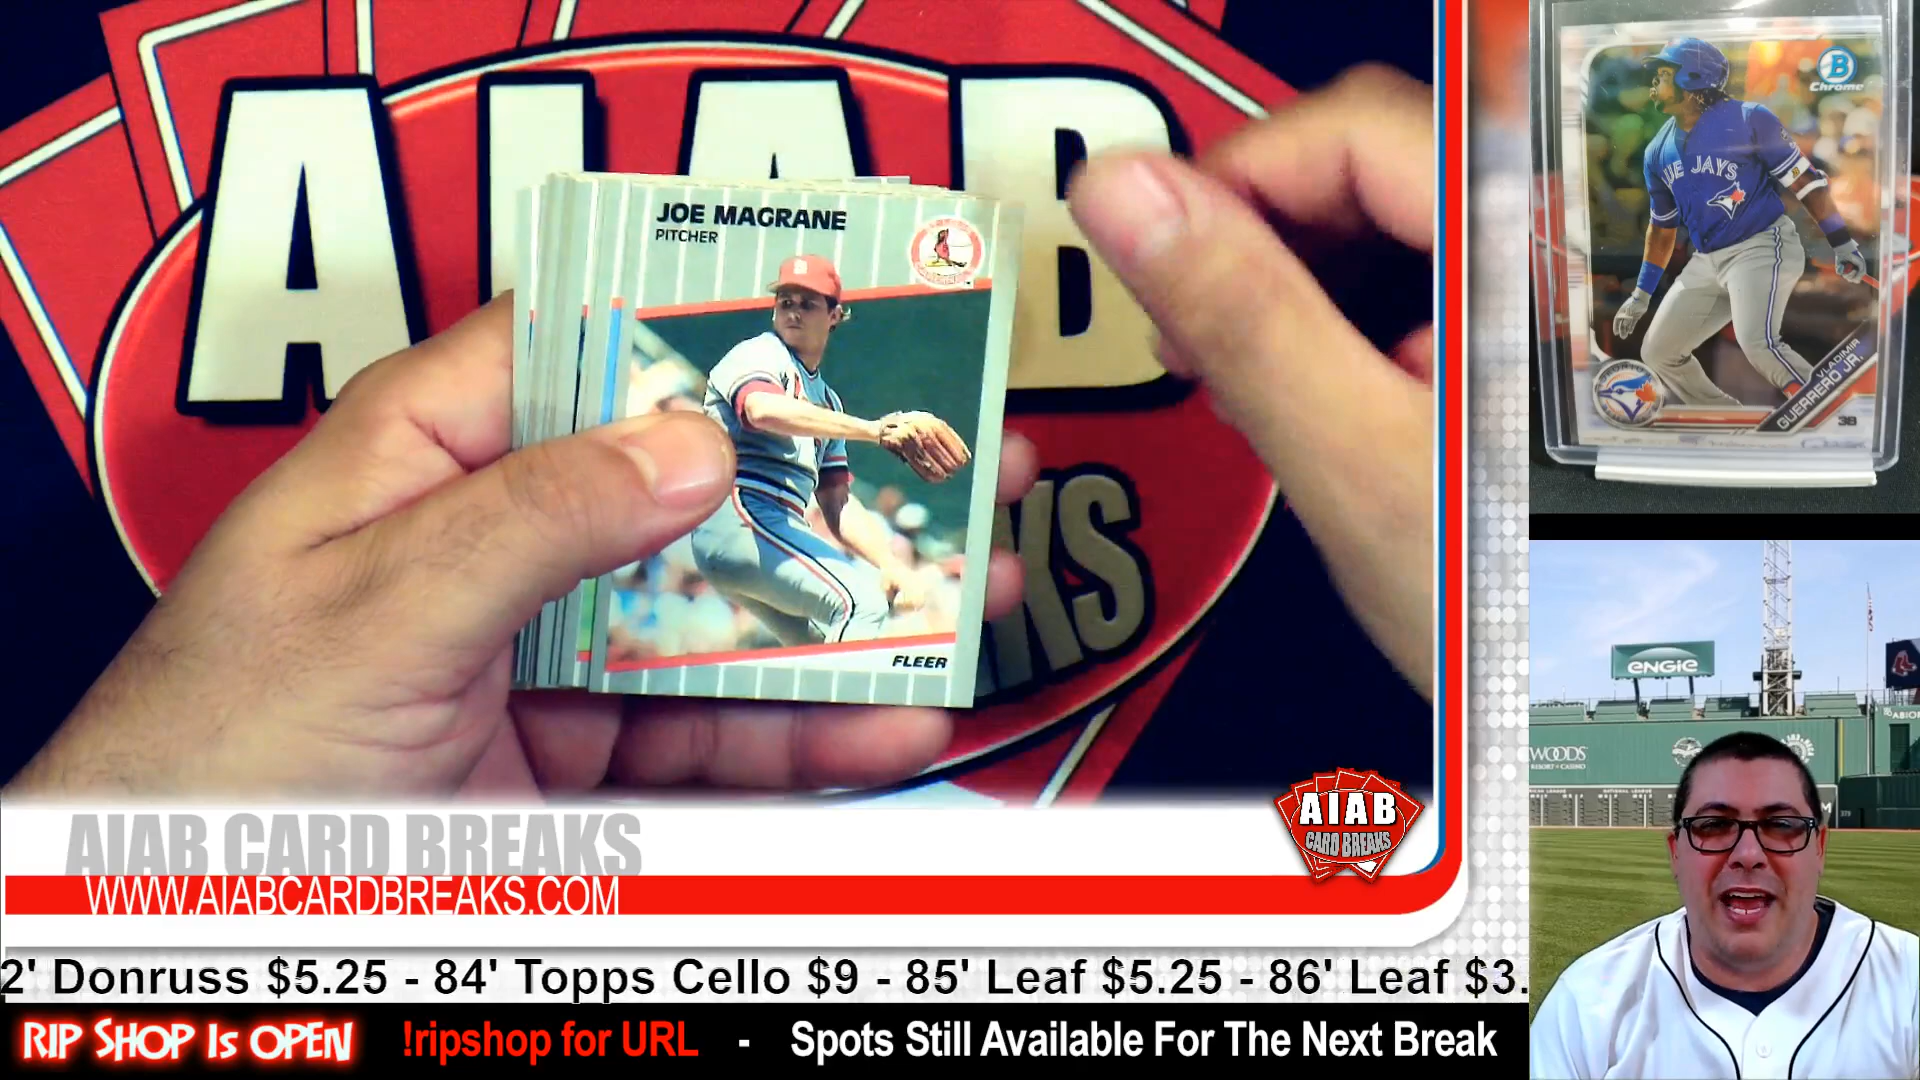 AIAB
JOE MAGRANE
PITCHER
FLEER
AIAB CARD BREAKS
WWW.AIABCARDBREAKS.COM
AIAB
CARD BREAKS
2' Donruss $5.25 - 84' Topps Cello $9 - 85' Leaf $5.25 - 86' Leaf $3.
RIP SHOP IS OPEN !ripshop for URL - Spots Still Available For The Next Break
B
Chrome
BLUE JAYS
VLADIMIR
GUERRERO JR.
3B
ENGIE
WOODS